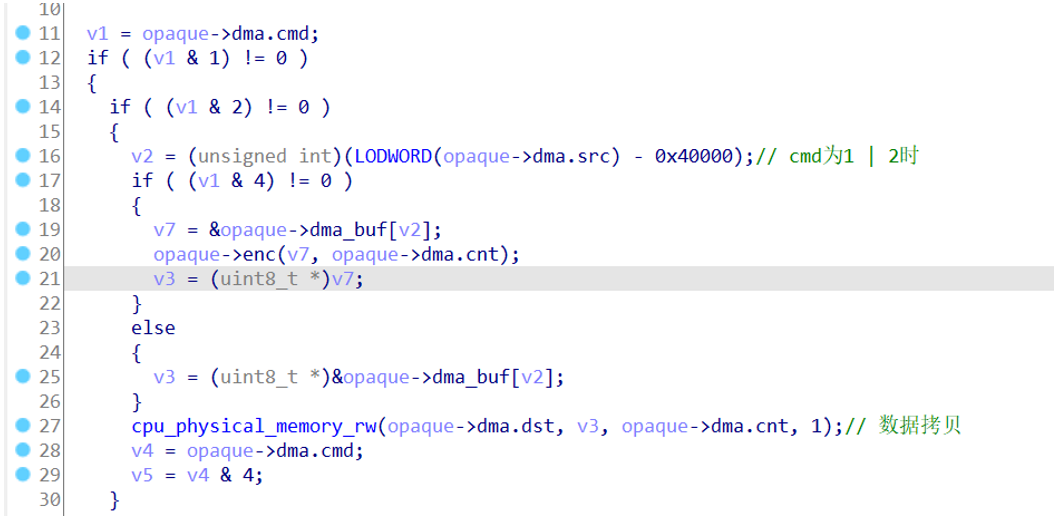 10
11 v1 = opaque->dma.cmd;
12 if ( (v1 & 1) != 0 )
13 {
14 if ( (v1 & 2) != 0 )
15 {
16 v2 = (unsigned int)(LODWORD(opaque->dma.src) - 0x40000);// cmd为1 | 2时
17 if ( (v1 & 4) != 0 )
18 {
19 v7 = &opaque->dma_buf[v2];
20 opaque->enc(v7, opaque->dma.cnt);
21 v3 = (uint8_t *)v7;
22 }
23 else
24 {
25 v3 = (uint8_t *)&opaque->dma_buf[v2];
26 }
27 cpu_physical_memory_rw(opaque->dma.dst, v3, opaque->dma.cnt, 1);// 数据拷贝
28 v4 = opaque->dma.cmd;
29 v5 = v4 & 4;
30 }